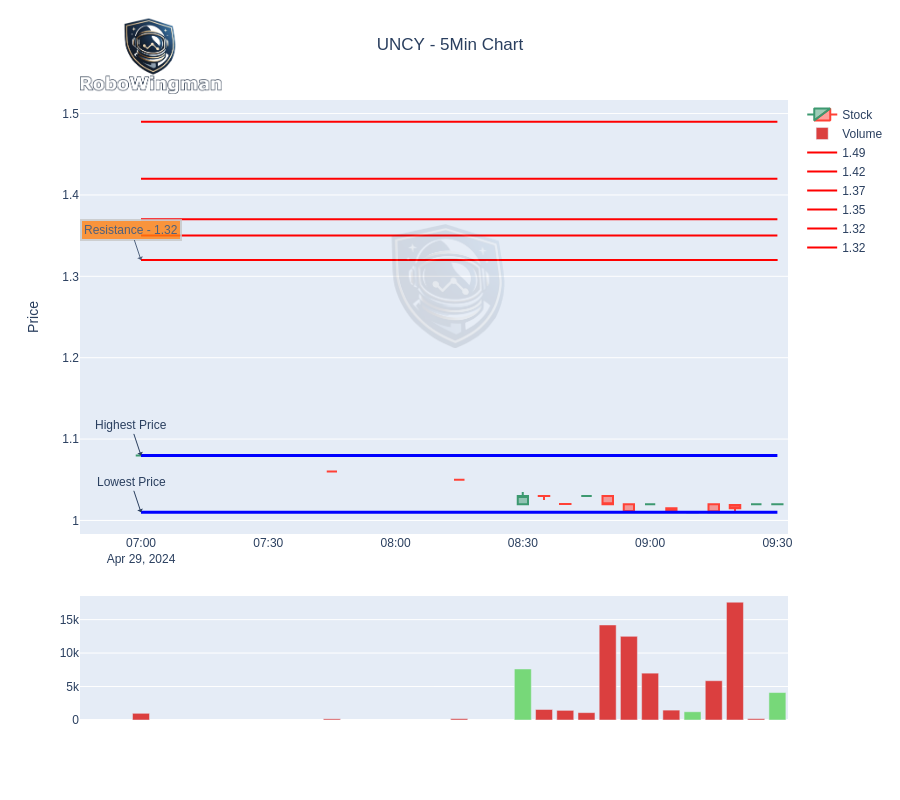 UNCY - 5Min Chart
RoboWingman
Stock
Volume
1.49
1.42
1.37
1.35
1.32
1.32
1.5
1.4
1.3
1.2
1.1
1
Price
Resistance - 1.32
Highest Price
Lowest Price
07:00 07:30 08:00 08:30 09:00 09:30
Apr 29, 2024
15k
10k
5k
0